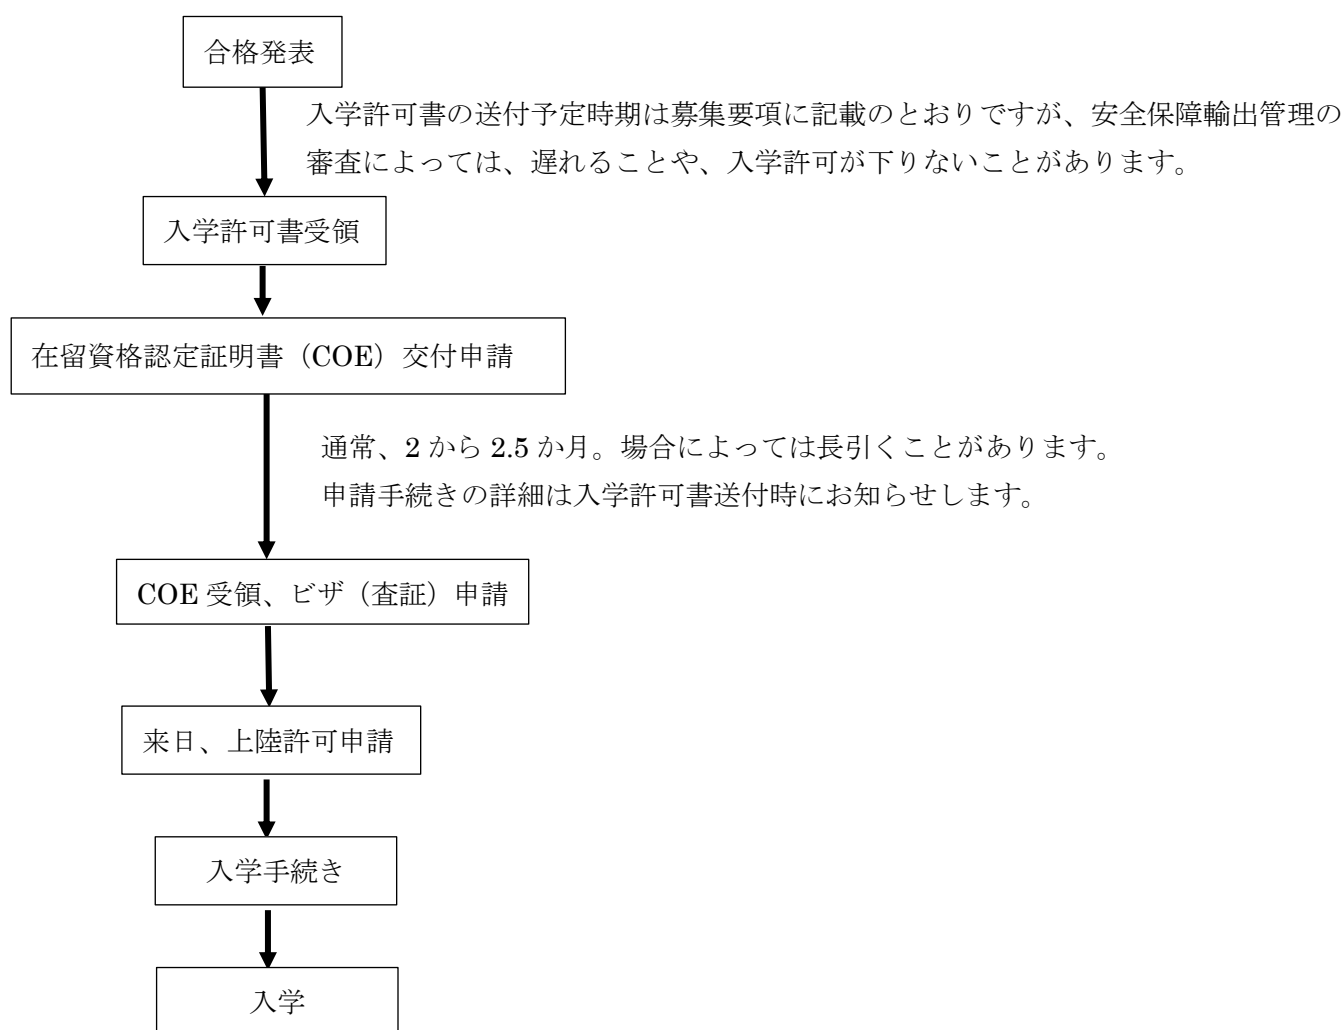 合格発表
入学許可書の送付予定時期は募集要項に記載のとおりですが、安全保障輸出管理の
審査によっては、遅れることや、入学許可が下りないことがあります。
入学許可書受領
在留資格認定証明書（COE）交付申請
通常、2 から 2.5 か月。場合によっては長引くことがあります。
申請手続きの詳細は入学許可書送付時にお知らせします。
COE 受領、ビザ（査証）申請
来日、上陸許可申請
入学手続き
入学